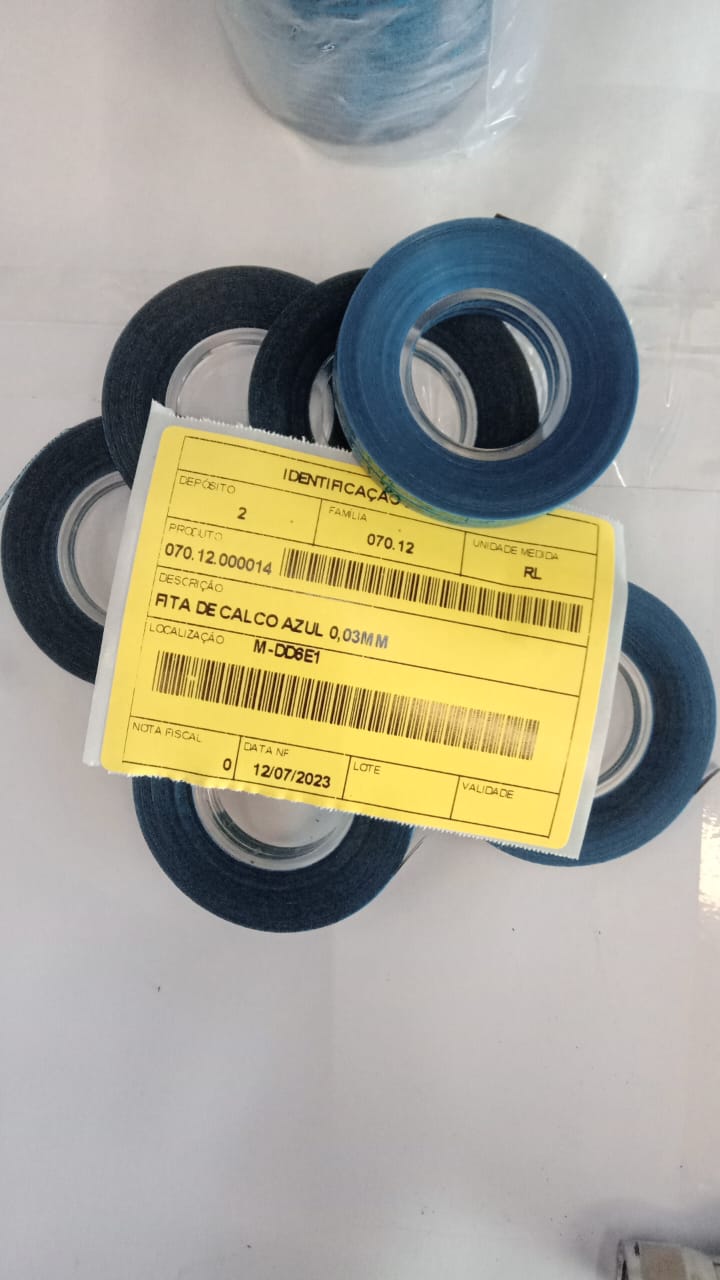 IDENTIFICAÇÃO
DEPÓSITO
2
FAMILIA
070.12
UNIDADE MEDIDA
RL
PRODUTO
070.12.000014
DESCRIÇÃO
FITA DE CALCO AZUL 0,03MM
LOCALIZAÇÃO
M-DD6E1
NOTA FISCAL
0
DATA NF
12/07/2023
LOTE
VALIDADE